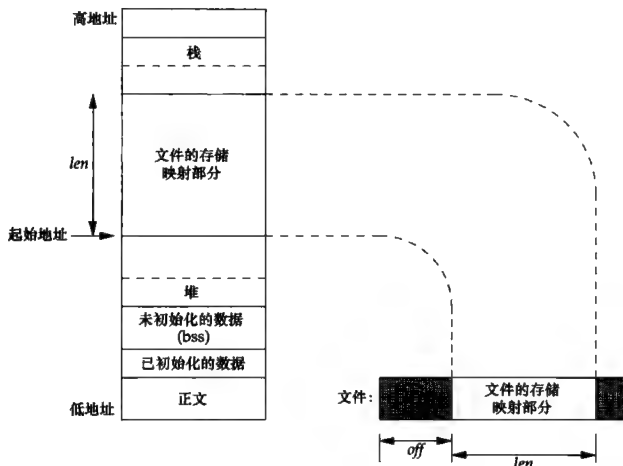 高地址
栈
len
文件的存储
映射部分
起始地址
堆
未初始化的数据
(bss)
已初始化的数据
低地址
正文
文件:
文件的存储
映射部分
off
len